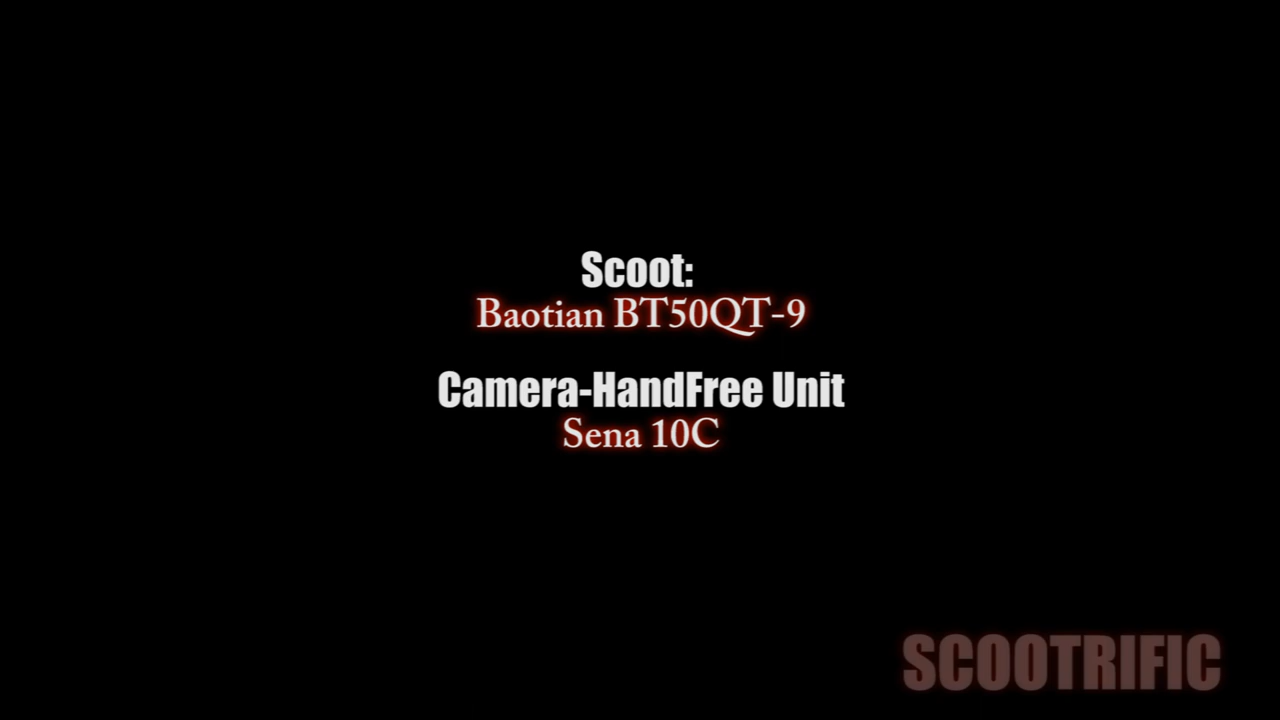 Scoot:
Baotian BT50QT-9
Camera-HandFree Unit
Sena 10C
SCOOTRIFIC